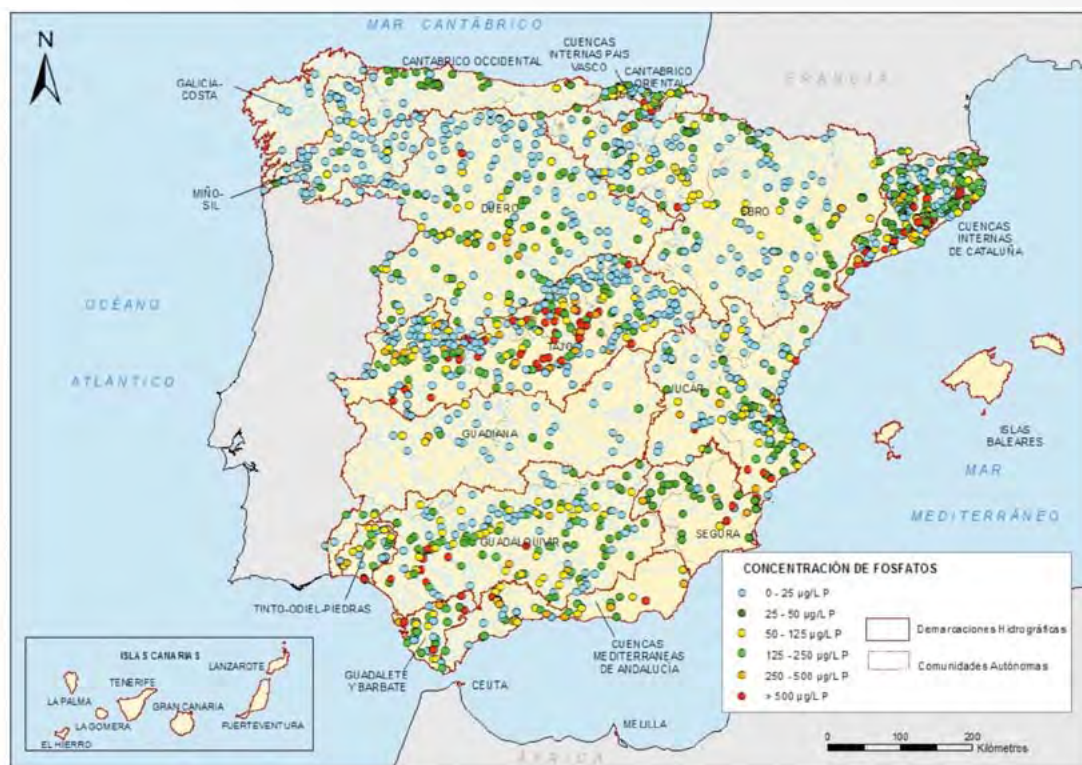 MAR CANTÁBRICO
N
CUENCAS
INTERNAS PAIS
VASCO
CANTABRICO OCCIDENTAL
CANTABRICO
ORIENTAL
FRANCIA
GALICIA-
COSTA
MIÑO-
SIL
DUERO
EBRO
CUENCAS
INTERNAS
DE CATALUÑA
OCÉANO
ATLÁNTICO
TAJO
JUCAR
GUADIANA
ISLAS
BALEARES
MAR
MEDITERRÁNEO
SEGURA
GUADALQUIVIR
TINTO-ODIEL-PIEDRAS
CUENCAS
MEDITERRANEAS
DE ANDALUCÍA
GUADALETE
Y BARBATE
CEUTA
MELILLA
ÁFRICA
ISLAS CANARIAS
LANZAROTE
TENERIFE
LA PALMA
GRAN CANARIA
LA GOMERA
FUERTEVENTURA
EL HIERRO
CONCENTRACIÓN DE FOSFATOS
0 - 25 µg/L P
25 - 50 µg/L P
50 - 125 µg/L P
125 - 250 µg/L P
250 - 500 µg/L P
> 500 µg/L P
Demarcaciones Hidrográficas
Comunidades Autónomas
0 50 100 200
Kilómetros